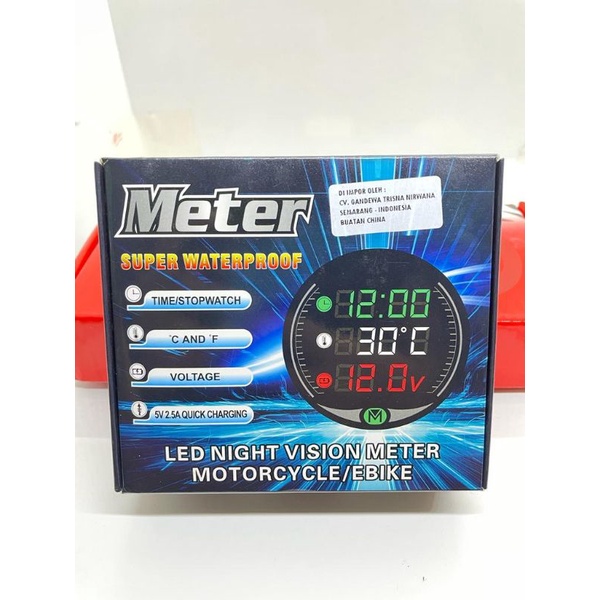 Meter
DI IMPOR OLEH :
CV. GANDEWA TRISNA NIRWANA
SEMARANG - INDONESIA
BUATAN CHINA
SUPER WATERPROOF
TIME/STOPWATCH
°C AND °F
VOLTAGE
5V 2.5A QUICK CHARGING
12:00
30°C
12.0v
M
LED NIGHT VISION METER
MOTORCYCLE/EBIKE